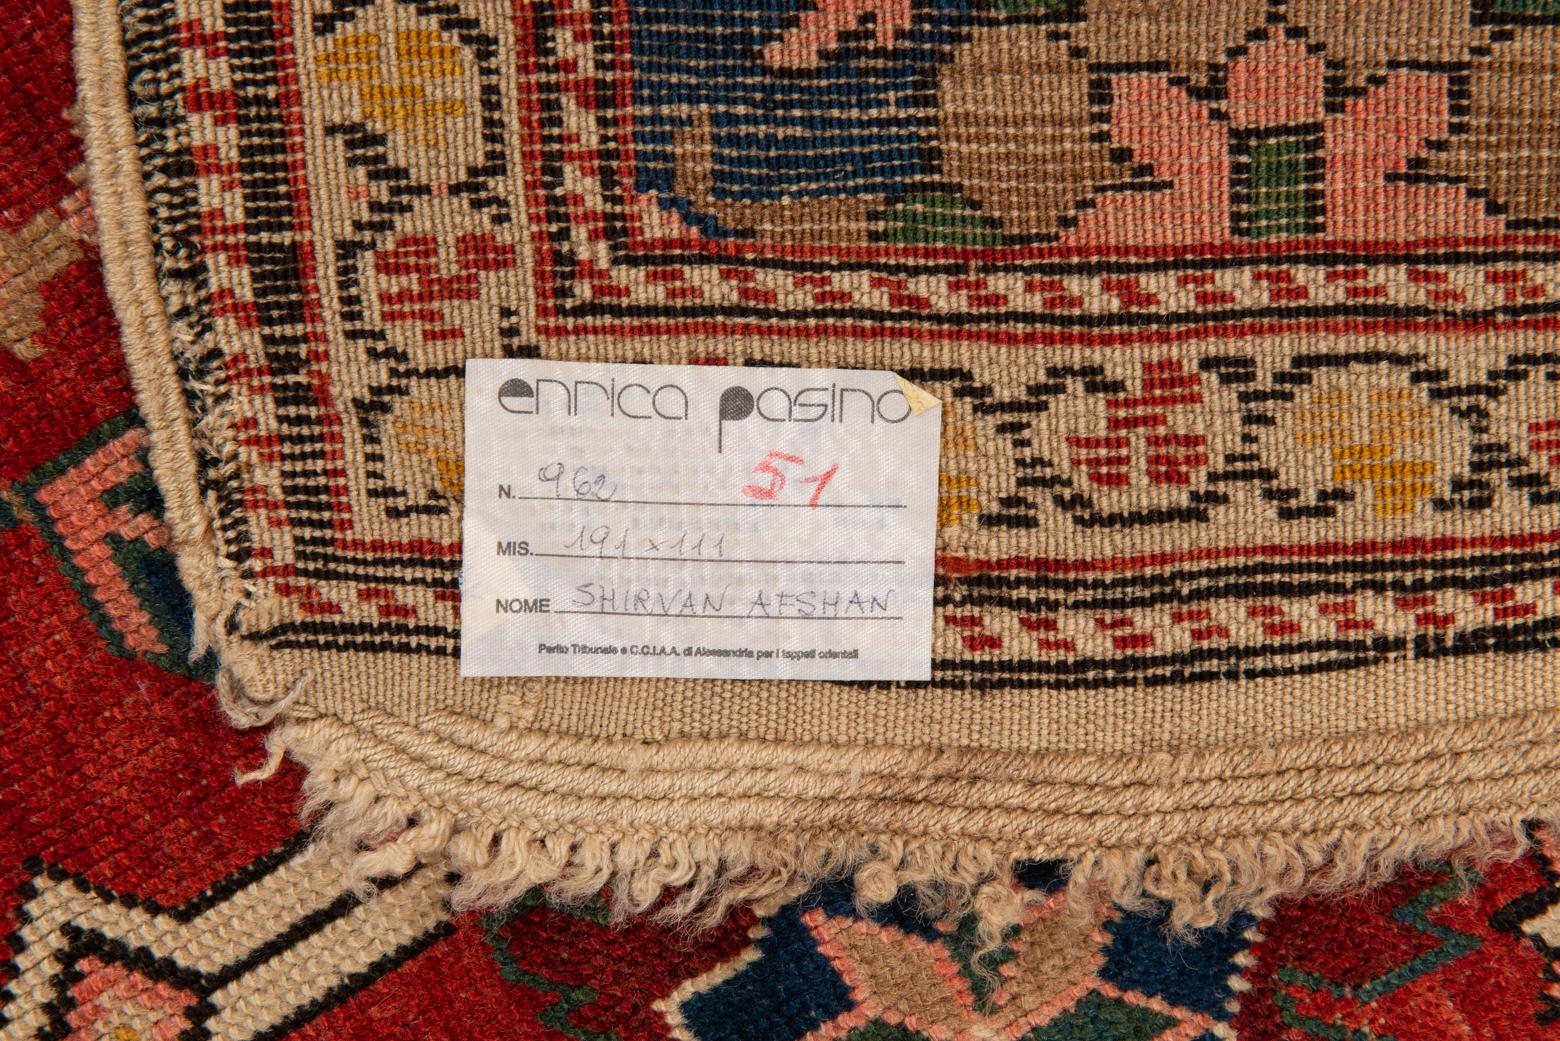 enrica pasino
N. 962 51
MIS. 191 x 111
NOME SHIRVAN AFSHAN
Perito Tribunale e C.C.I.A.A. di Alessandria per i tappeti orientali